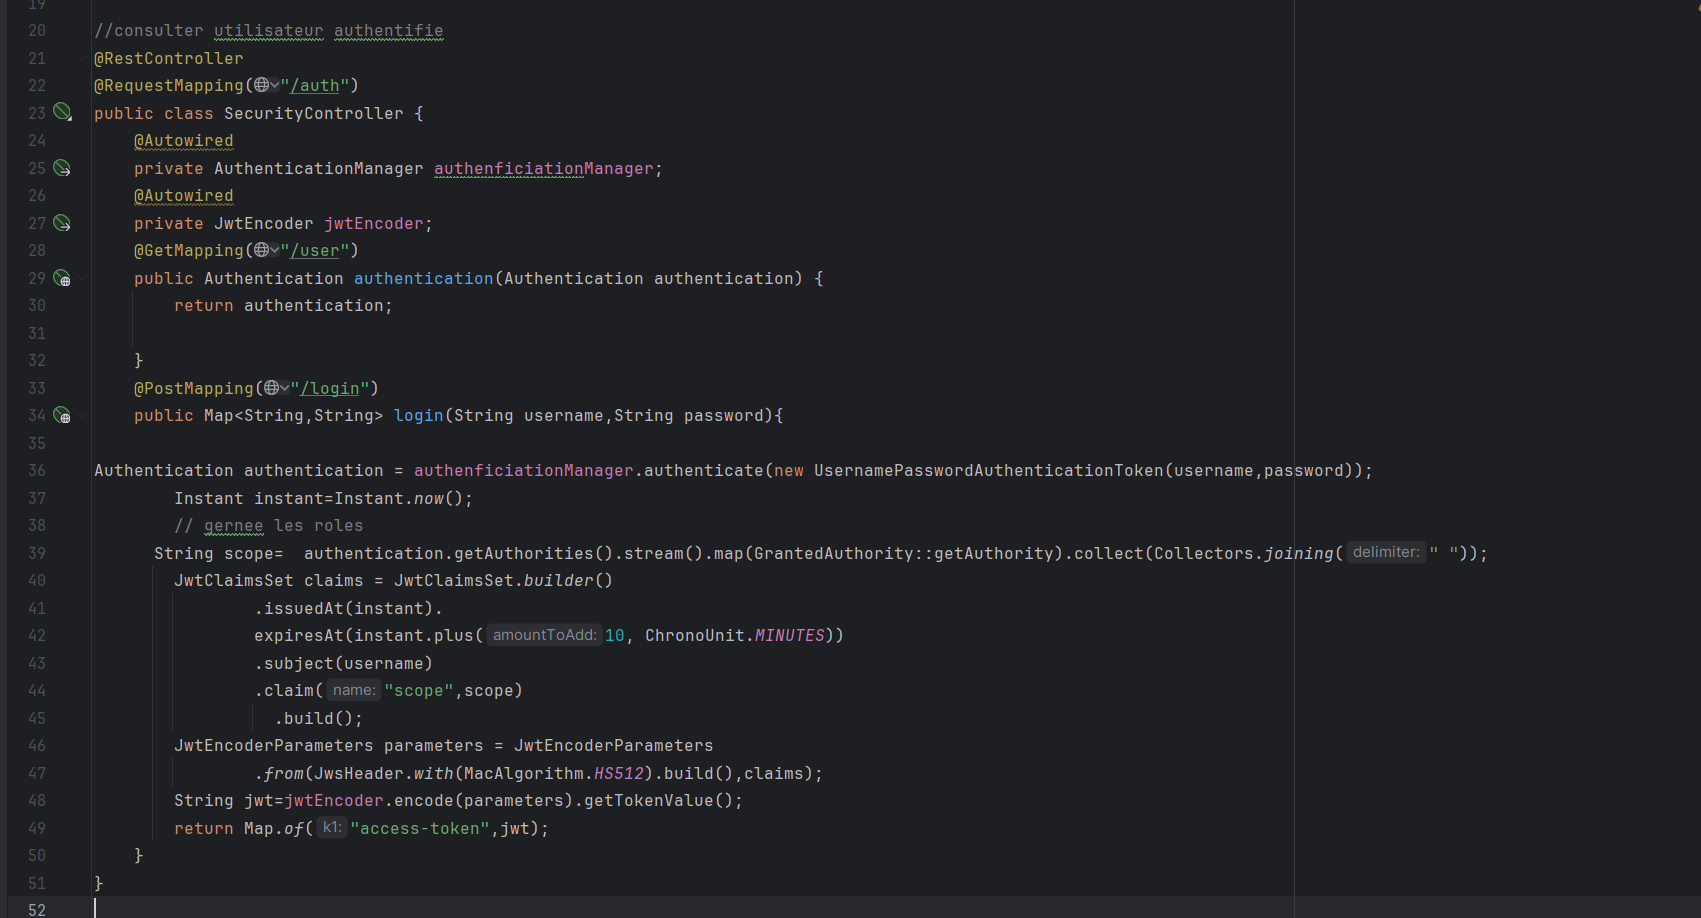 19
20 //consulter utilisateur authentifie
21 @RestController
22 @RequestMapping("/auth")
23 public class SecurityController {
24 @Autowired
25 private AuthenticationManager authenficiationManager;
26 @Autowired
27 private JwtEncoder jwtEncoder;
28 @GetMapping("/user")
29 public Authentication authentication(Authentication authentication) {
30 return authentication;
31
32 }
33 @PostMapping("/login")
34 public Map<String,String> login(String username,String password){
35
36 Authentication authentication = authenficiationManager.authenticate(new UsernamePasswordAuthenticationToken(username,password));
37 Instant instant=Instant.now();
38 // gernee les roles
39 String scope= authentication.getAuthorities().stream().map(GrantedAuthority::getAuthority).collect(Collectors.joining( delimiter: " "));
40 JwtClaimsSet claims = JwtClaimsSet.builder()
41 .issuedAt(instant).
42 expiresAt(instant.plus( amountToAdd: 10, ChronoUnit.MINUTES))
43 .subject(username)
44 .claim( name: "scope",scope)
45 .build();
46 JwtEncoderParameters parameters = JwtEncoderParameters
47 .from(JwsHeader.with(MacAlgorithm.HS512).build(),claims);
48 String jwt=jwtEncoder.encode(parameters).getTokenValue();
49 return Map.of( k1: "access-token",jwt);
50 }
51 }
52